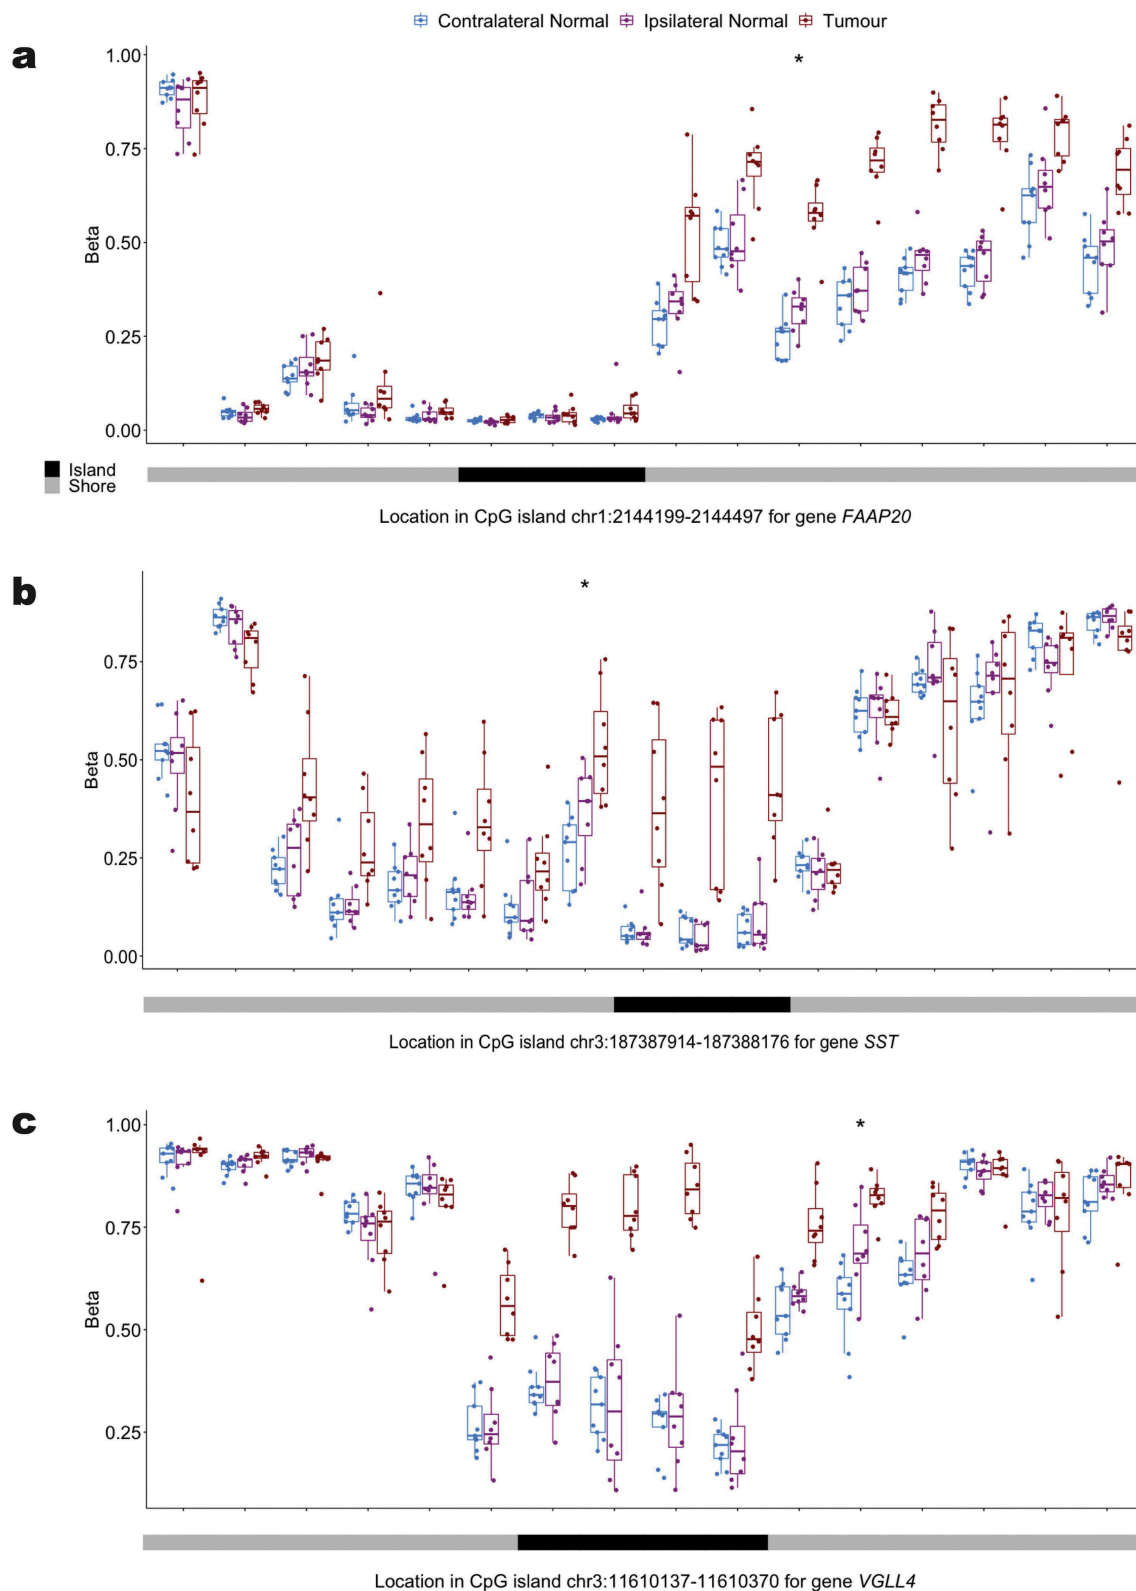 Contralateral Normal Ipsilateral Normal Tumour
a
*
1.00
0.75
0.50
0.25
0.00
Beta
Island
Shore
Location in CpG island chr1:2144199-2144497 for gene FAAP20
b
*
0.75
0.50
0.25
0.00
Beta
Location in CpG island chr3:187387914-187388176 for gene SST
c
*
1.00
0.75
0.50
0.25
Beta
Location in CpG island chr3:11610137-11610370 for gene VGLL4